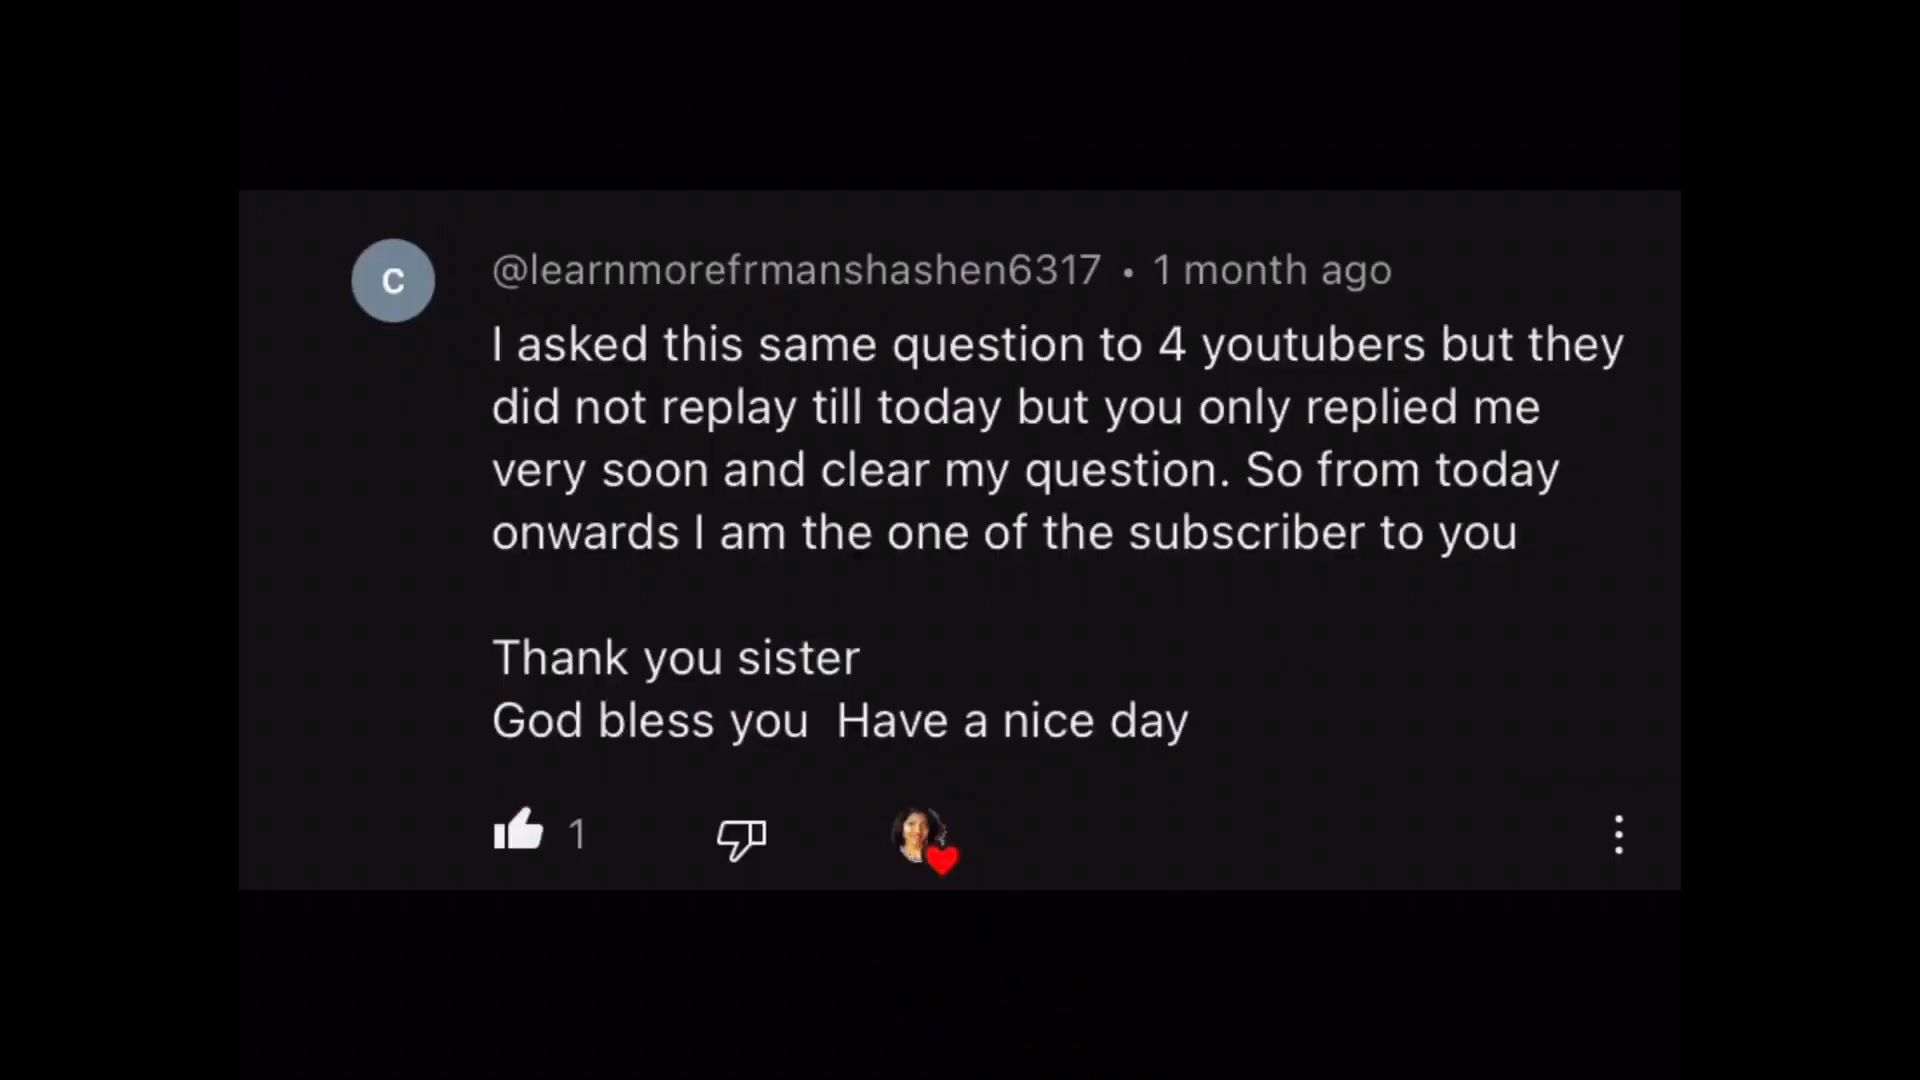 C
@learnmorefrmanshashen6317 • 1 month ago
I asked this same question to 4 youtubers but they
did not replay till today but you only replied me
very soon and clear my question. So from today
onwards I am the one of the subscriber to you
Thank you sister
God bless you  Have a nice day
1